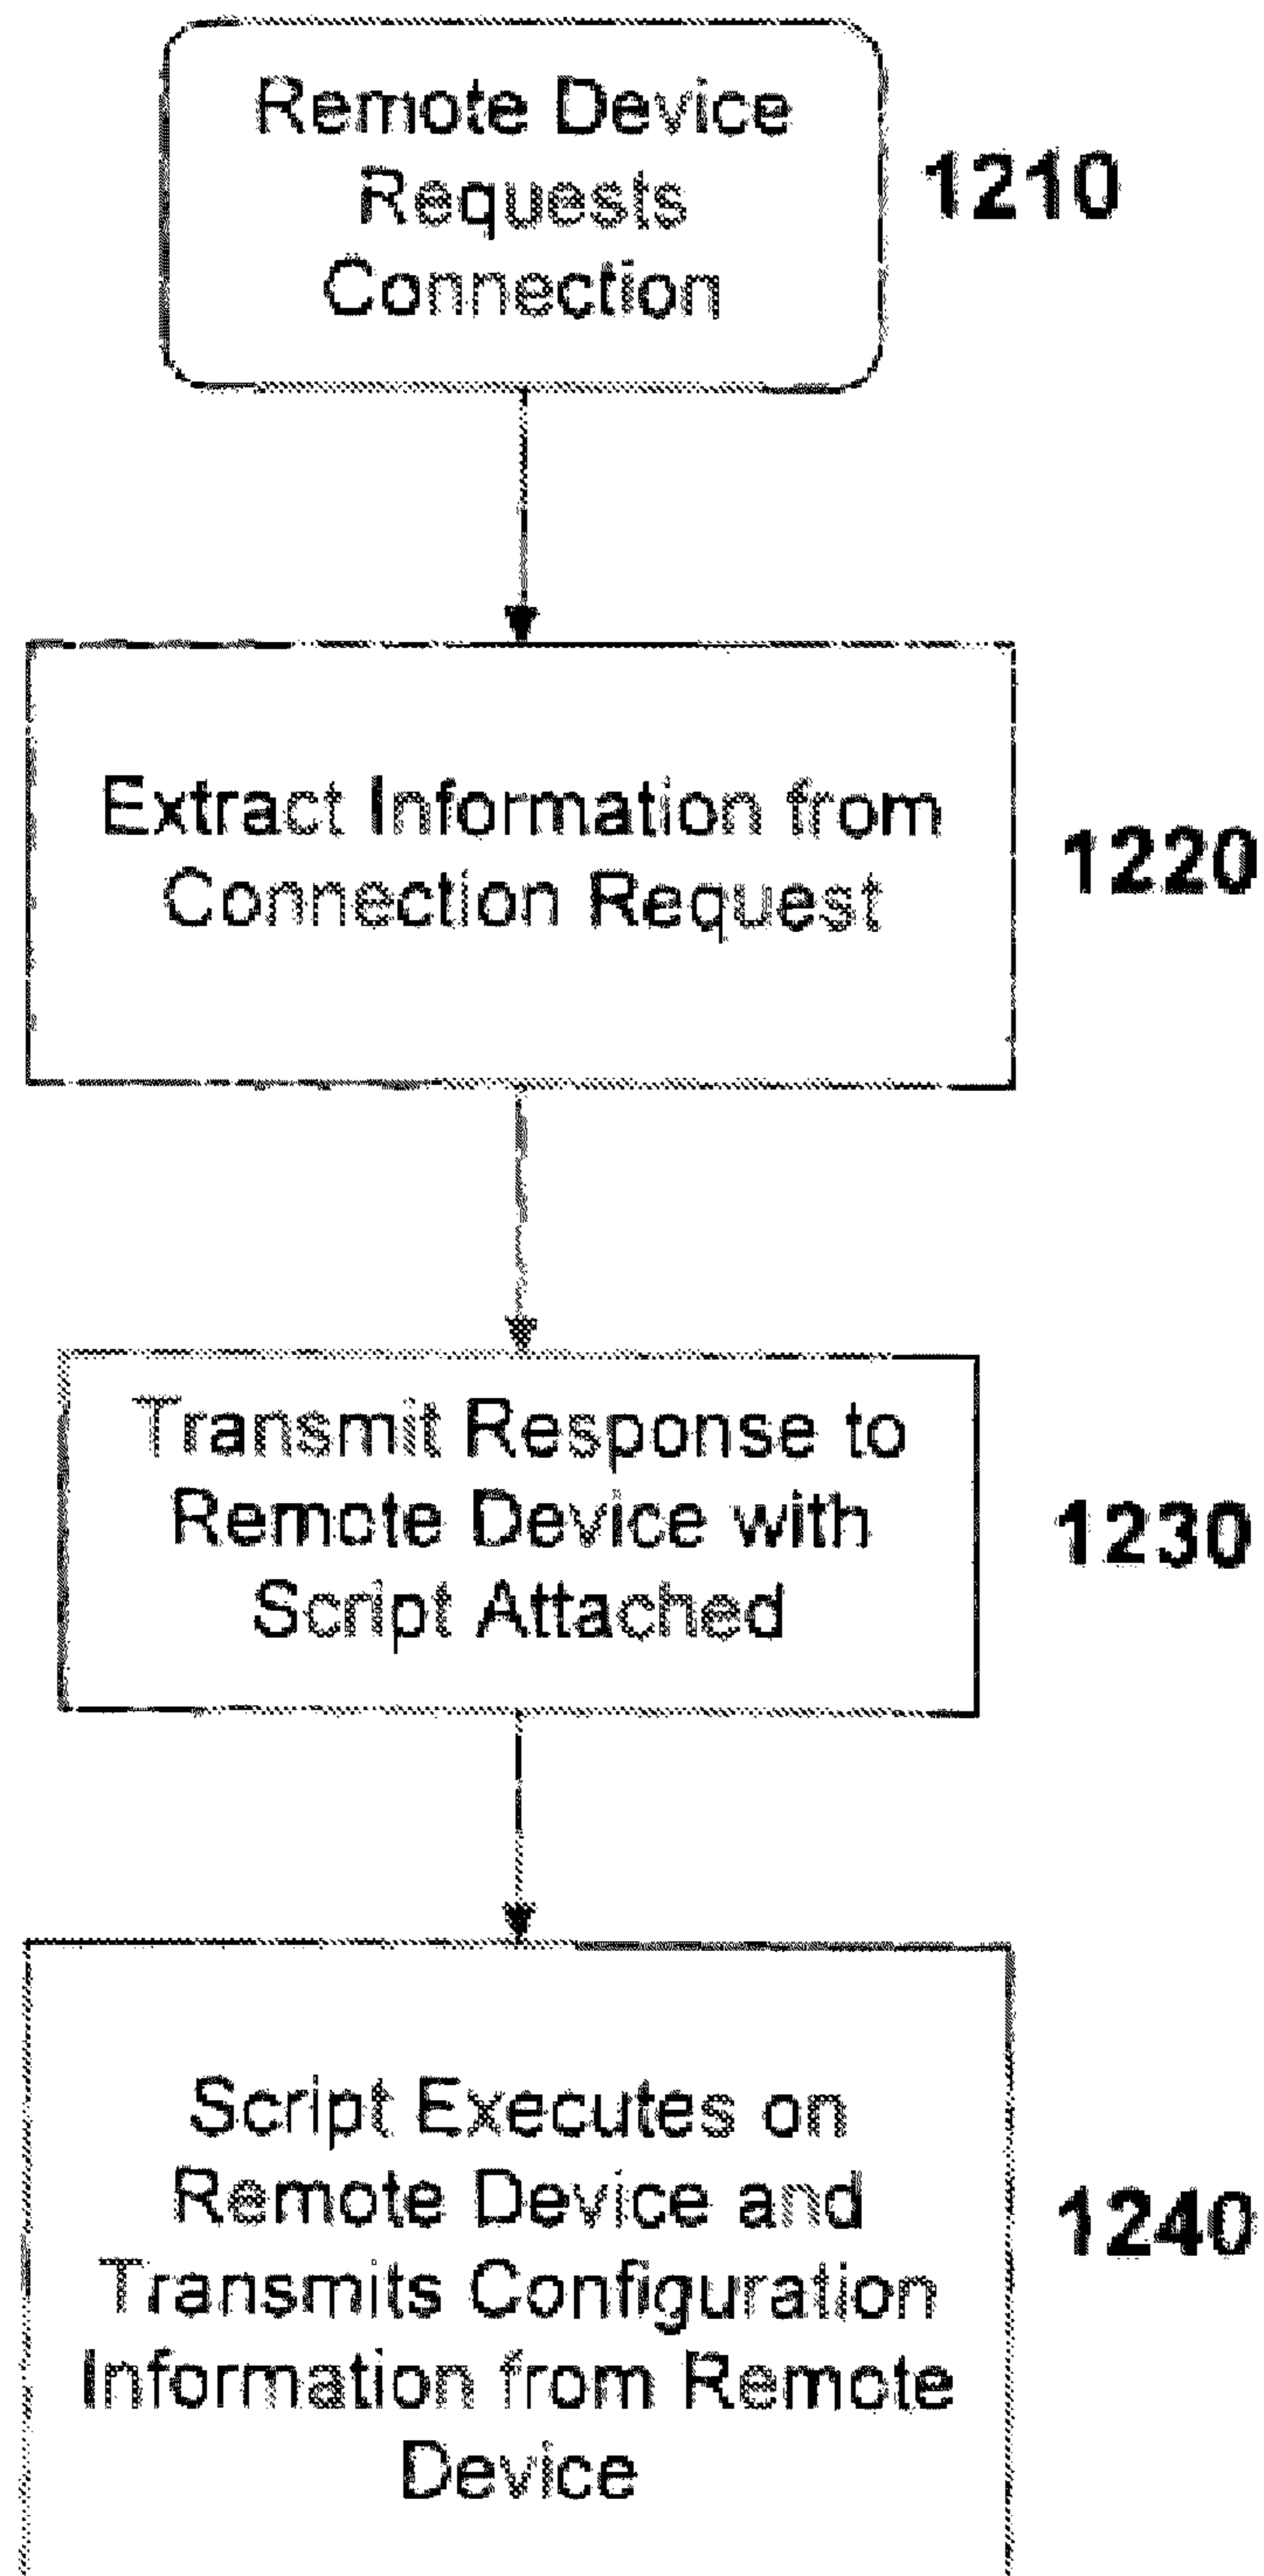 Remote Device
Requests
Connection
1210
Extract Information from
Connection Request
1220
Transmit Response to
Remote Device with
Script Attached
1230
Script Executes on
Remote Device and
Transmits Configuration
Information from Remote
Device
1240